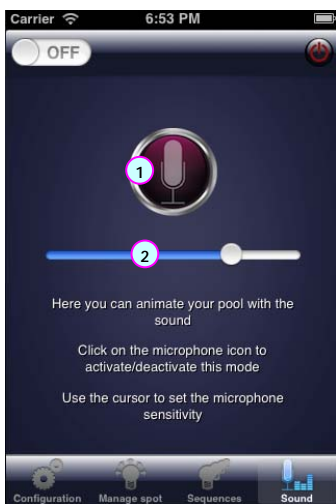 Carrier 6:53 PM
OFF
1
2
Here you can animate your pool with the
sound
Click on the microphone icon to
activate/deactivate this mode
Use the cursor to set the microphone
sensitivity
Configuration Manage spot Sequences Sound